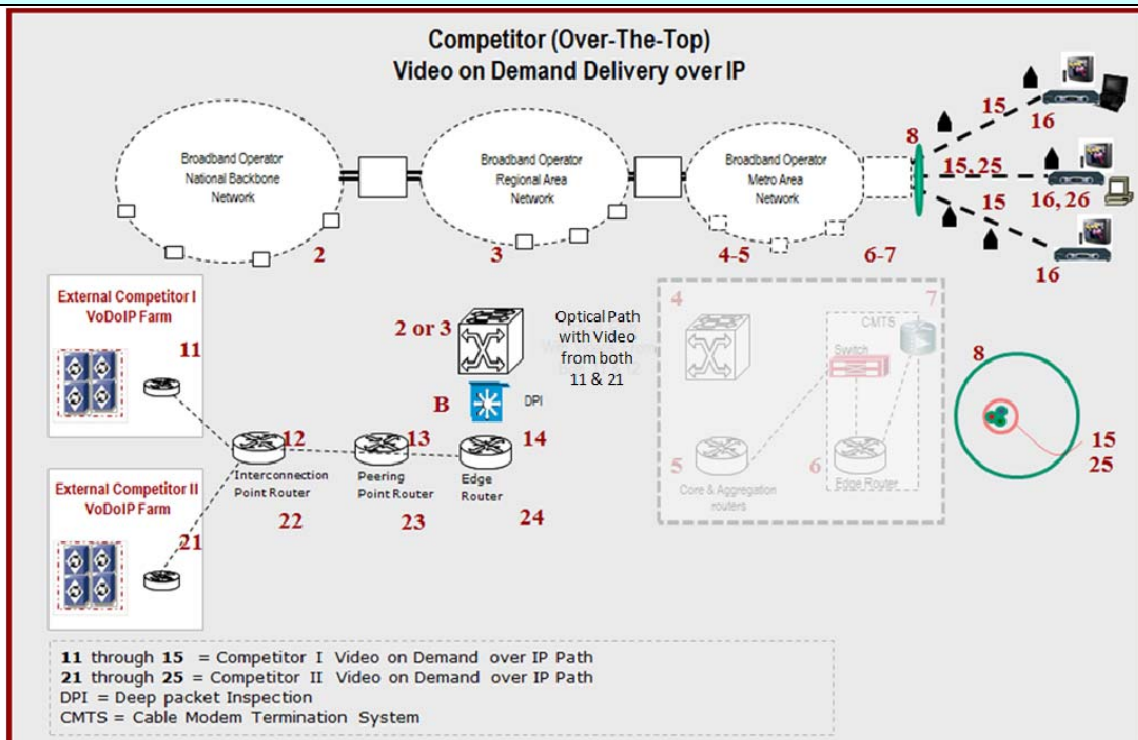 Competitor (Over-The-Top)
Video on Demand Delivery over IP
Broadband Operator
National Backbone
Network
Broadband Operator
Regional Area
Network
Broadband Operator
Metro Area
Network
2
3
4-5
6-7
8
15
16
15,25
16,26
15
16
External Competitor I
VoDoIP Farm
11
External Competitor II
VoDoIP Farm
21
2 or 3
Optical Path
with Video
from both
11 & 21
B
DPI
12
Interconnection
Point Router
22
13
Peering
Point Router
23
14
Edge
Router
24
4
7
CMTS
Switch
5
Core & Aggregation
routers
6
Edge Router
8
15
25
11 through 15 = Competitor I Video on Demand over IP Path
21 through 25 = Competitor II Video on Demand over IP Path
DPI = Deep packet Inspection
CMTS = Cable Modem Termination System